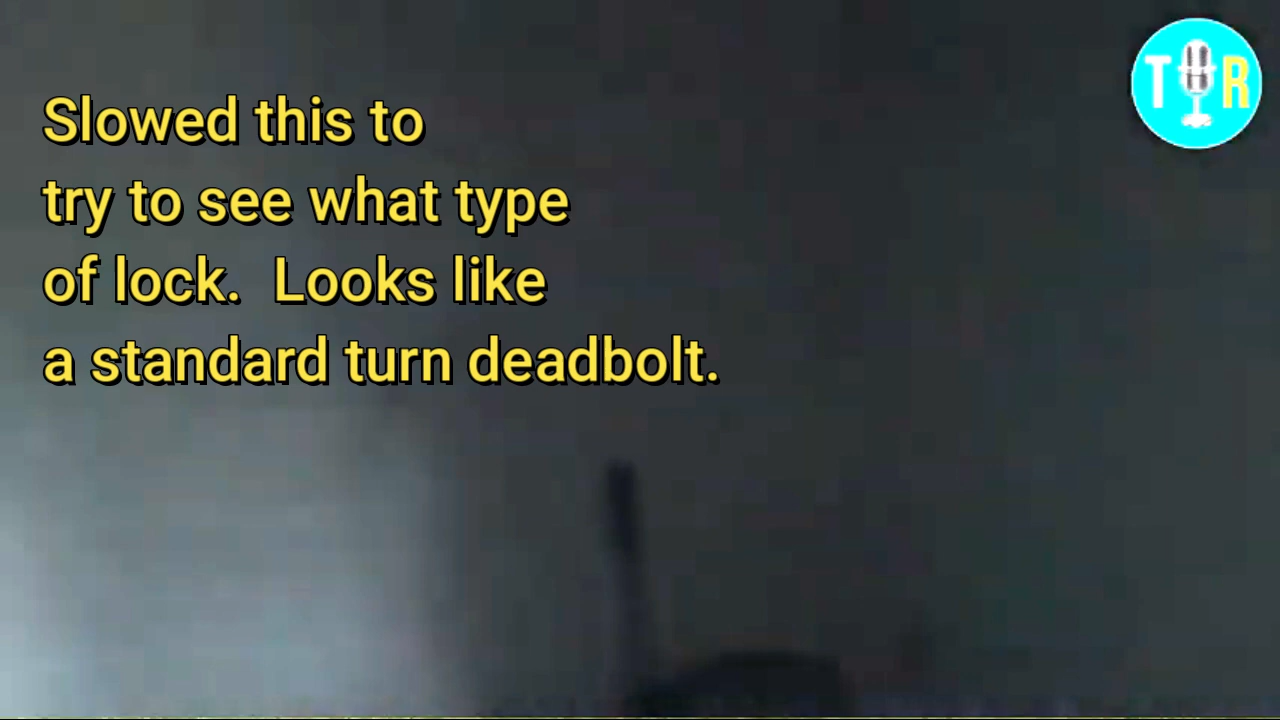 Slowed this to
try to see what type
of lock.  Looks like
a standard turn deadbolt.
T R